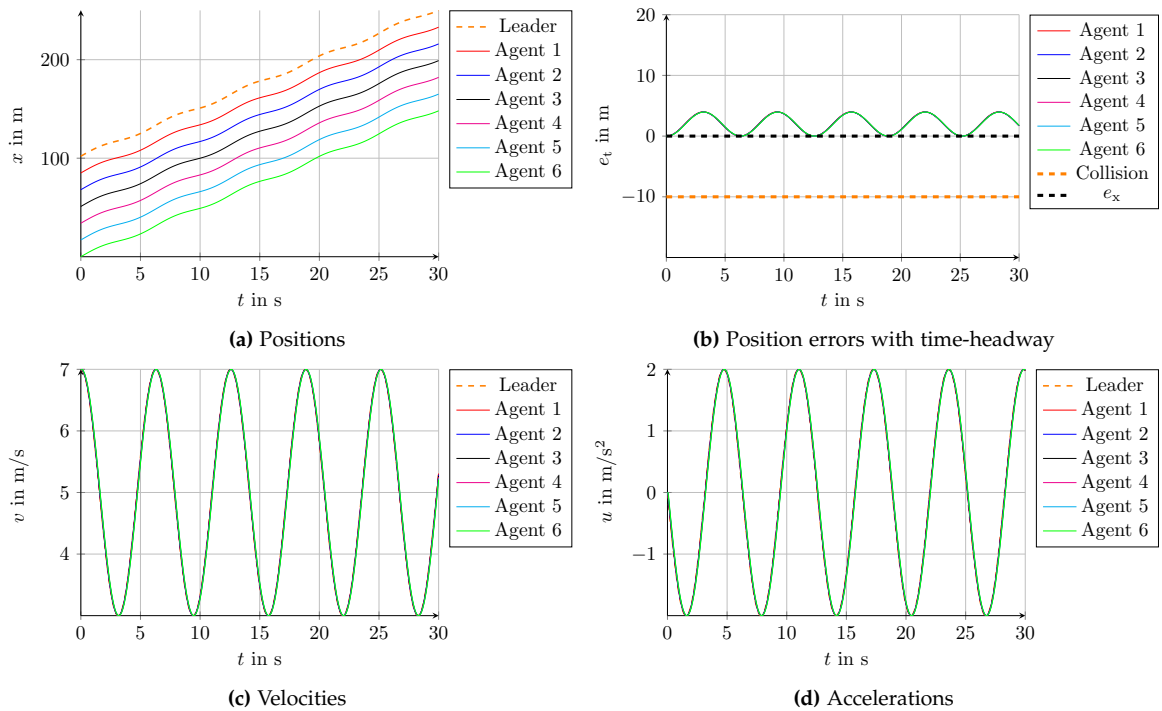 250
200
100
x in m
0 5 10 15 20 25 30
t in s
Leader
Agent 1
Agent 2
Agent 3
Agent 4
Agent 5
Agent 6
(a) Positions
20
10
0
−10
e_t in m
0 5 10 15 20 25 30
t in s
Agent 1
Agent 2
Agent 3
Agent 4
Agent 5
Agent 6
Collision
e_x
(b) Position errors with time-headway
7
6
5
4
v in m/s
0 5 10 15 20 25 30
t in s
Leader
Agent 1
Agent 2
Agent 3
Agent 4
Agent 5
Agent 6
(c) Velocities
2
1
0
−1
u in m/s²
0 5 10 15 20 25 30
t in s
Leader
Agent 1
Agent 2
Agent 3
Agent 4
Agent 5
Agent 6
(d) Accelerations